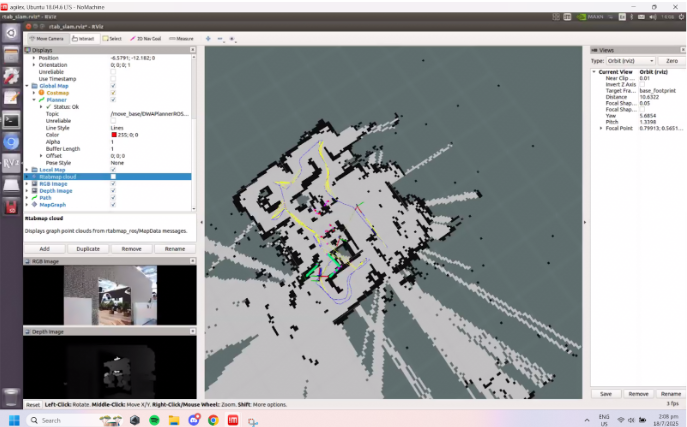 apilex. Ubuntu 18.04.6 LTS - NoMachine
rtab_slam.rviz* - RViz
Move Camera Interact Select 2D Nav Goal Measure
Displays
Position -6.5791; -12.182; 0
Orientation 0; 0; 0; 1
Unreliable
Use Timestamp
Global Map
Costmap
Planner
Status: Ok
Topic /move_base/DWAPlannerROS...
Unreliable
Line Style Lines
Color 255; 0; 0
Alpha 1
Buffer Length 1
Offset 0; 0; 0
Pose Style None
Local Map
Rtabmap cloud
RGB Image
Depth Image
Path
MapGraph
Rtabmap cloud
Displays graph point clouds from rtabmap_ros/MapData messages.
Add Duplicate Remove Rename
RGB Image
Depth Image
Reset Left-Click: Rotate. Middle-Click: Move X/Y. Right-Click/Mouse Wheel: Zoom. Shift: More options.
Views
Type: Orbit (rviz) Zero
Current View Orbit (rviz)
Near Clip ... 0.01
Invert Z Axis
Target Fra... base_footprint
Distance 10.6322
Focal Shap... 0.05
Focal Shap...
Yaw 5.6854
Pitch 1.3398
Focal Point 0.79913; 0.5651...
Save Remove Rename
3 fps
Search
ENG
US
3:08 pm
18/7/2025